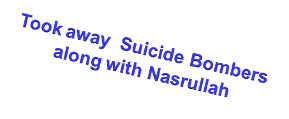 Took away Suicide Bombers
along with Nasrullah